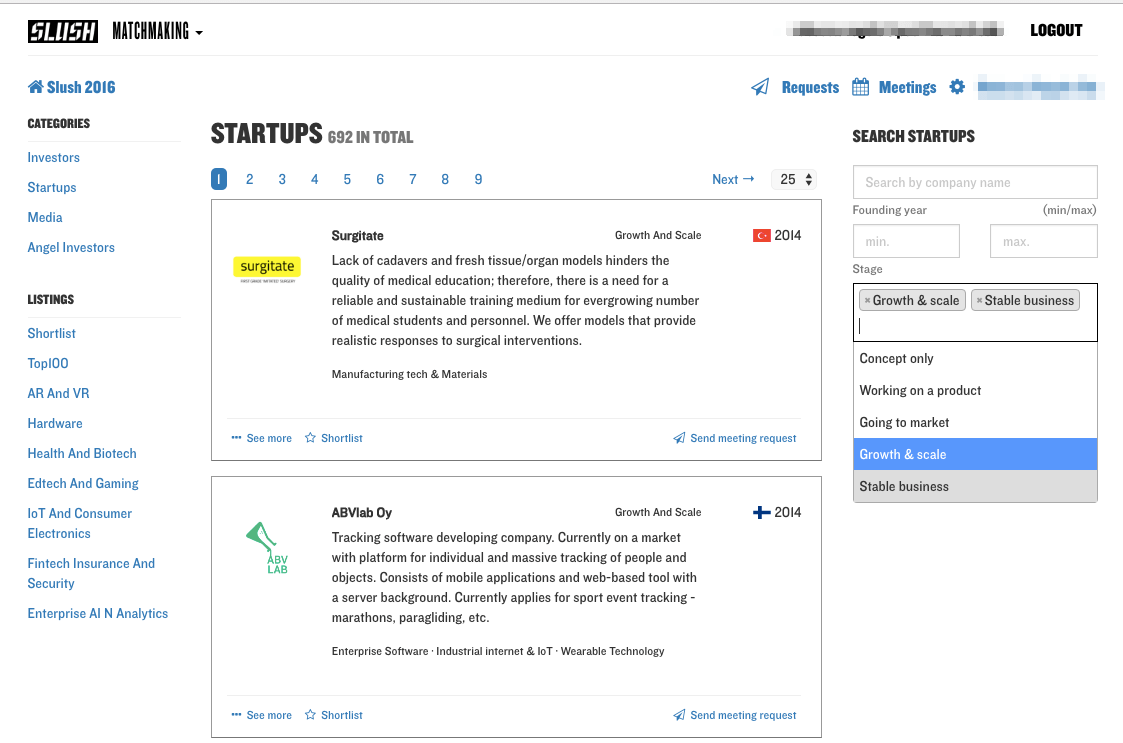 SLUSH MATCHMAKING
LOGOUT
Slush 2016
Requests Meetings
CATEGORIES
Investors
Startups
Media
Angel Investors
LISTINGS
Shortlist
Top100
AR And VR
Hardware
Health And Biotech
Edtech And Gaming
IoT And Consumer
Electronics
Fintech Insurance And
Security
Enterprise AI N Analytics
STARTUPS 692 IN TOTAL
1 2 3 4 5 6 7 8 9 Next → 25
Surgitate Growth And Scale 2014
surgitate
Lack of cadavers and fresh tissue/organ models hinders the
quality of medical education; therefore, there is a need for a
reliable and sustainable training medium for evergrowing number
of medical students and personnel. We offer models that provide
realistic responses to surgical interventions.
Manufacturing tech & Materials
See more Shortlist Send meeting request
ABVlab Oy Growth And Scale 2014
ABV
LAB
Tracking software developing company. Currently on a market
with platform for individual and massive tracking of people and
objects. Consists of mobile applications and web-based tool with
a server background. Currently applies for sport event tracking -
marathons, paragliding, etc.
Enterprise Software · Industrial internet & IoT · Wearable Technology
See more Shortlist Send meeting request
SEARCH STARTUPS
Search by company name
Founding year (min/max)
min. max.
Stage
× Growth & scale × Stable business
Concept only
Working on a product
Going to market
Growth & scale
Stable business